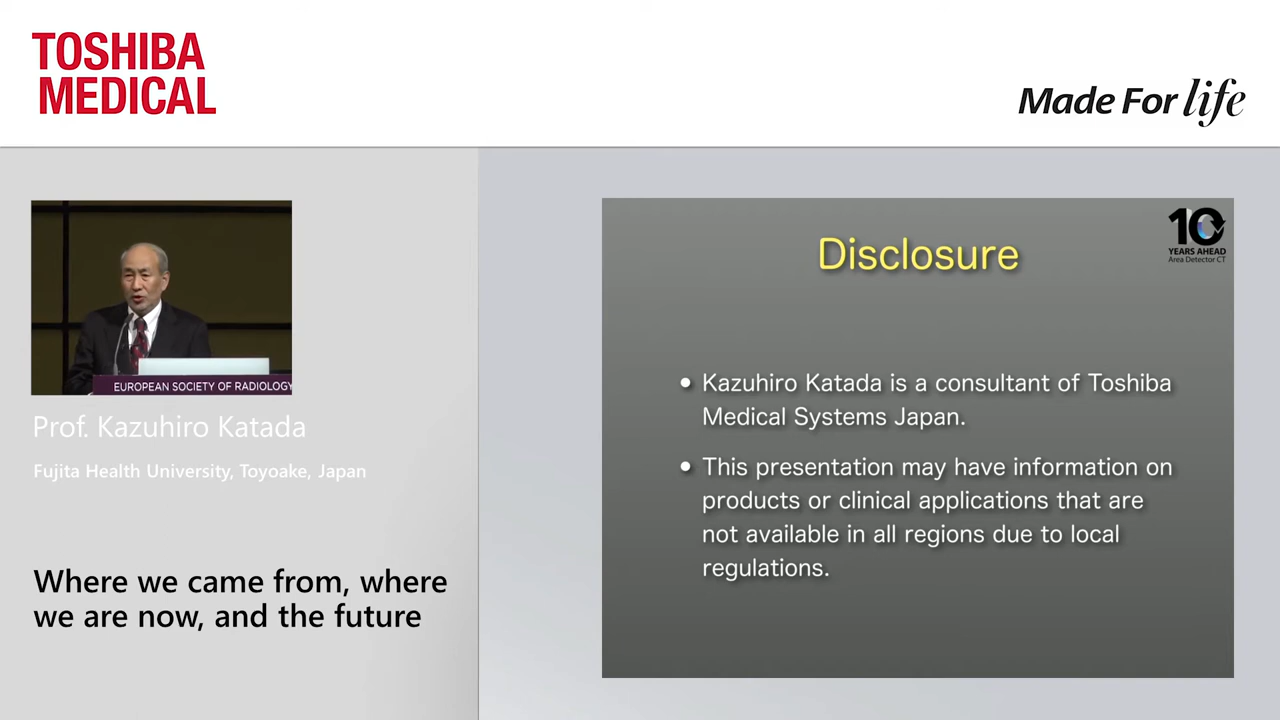 TOSHIBA
MEDICAL
Made For life
EUROPEAN SOCIETY OF RADIOLOGY
Prof. Kazuhiro Katada
Fujita Health University, Toyoake, Japan
Where we came from, where
we are now, and the future
10
YEARS AHEAD
Area Detector CT
Disclosure
• Kazuhiro Katada is a consultant of Toshiba
Medical Systems Japan.
• This presentation may have information on
products or clinical applications that are
not available in all regions due to local
regulations.